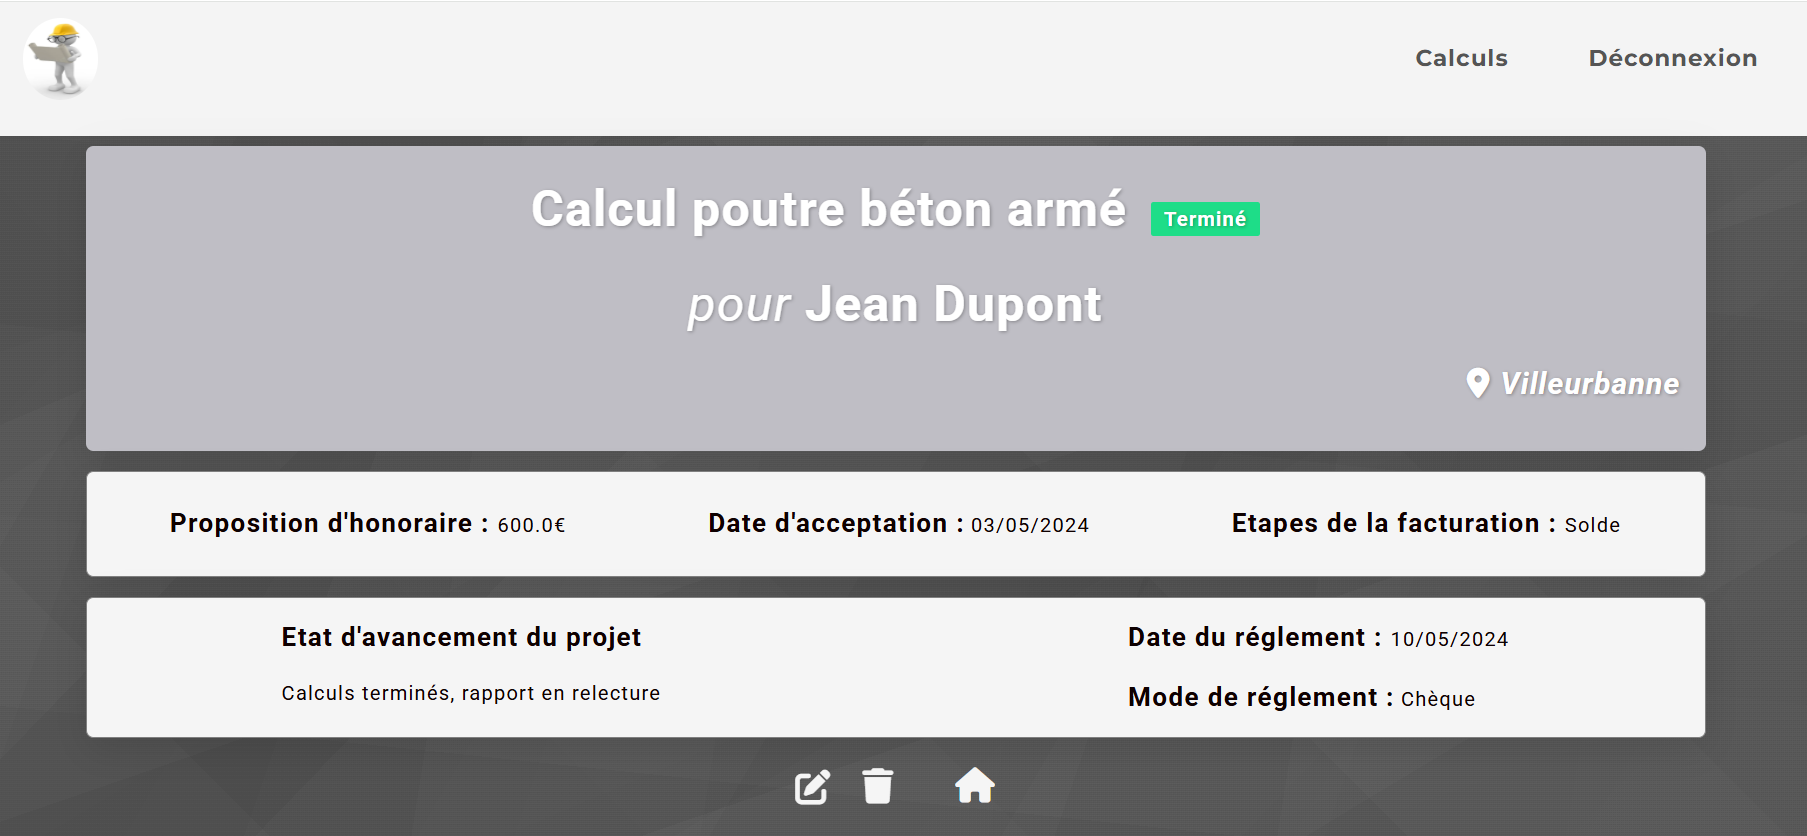 Calculs Déconnexion
Calcul poutre béton armé Terminé
pour Jean Dupont
Villeurbanne
Proposition d'honoraire : 600.0€ Date d'acceptation : 03/05/2024 Etapes de la facturation : Solde
Etat d'avancement du projet
Calculs terminés, rapport en relecture
Date du réglement : 10/05/2024
Mode de réglement : Chèque